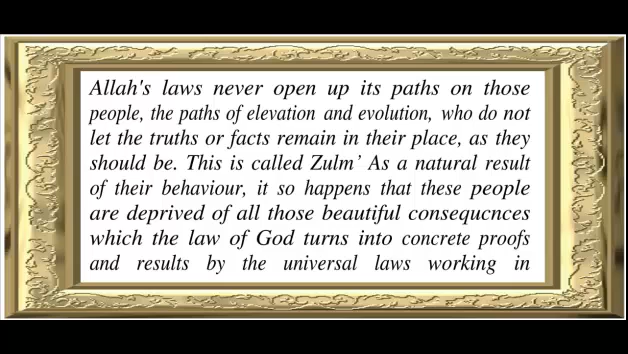 Allah's laws never open up its paths on those
people, the paths of elevation and evolution, who do not
let the truths or facts remain in their place, as they
should be. This is called Zulm’ As a natural result
of their behaviour, it so happens that these people
are deprived of all those beautiful consequcnces
which the law of God turns into concrete proofs
and results by the universal laws working in